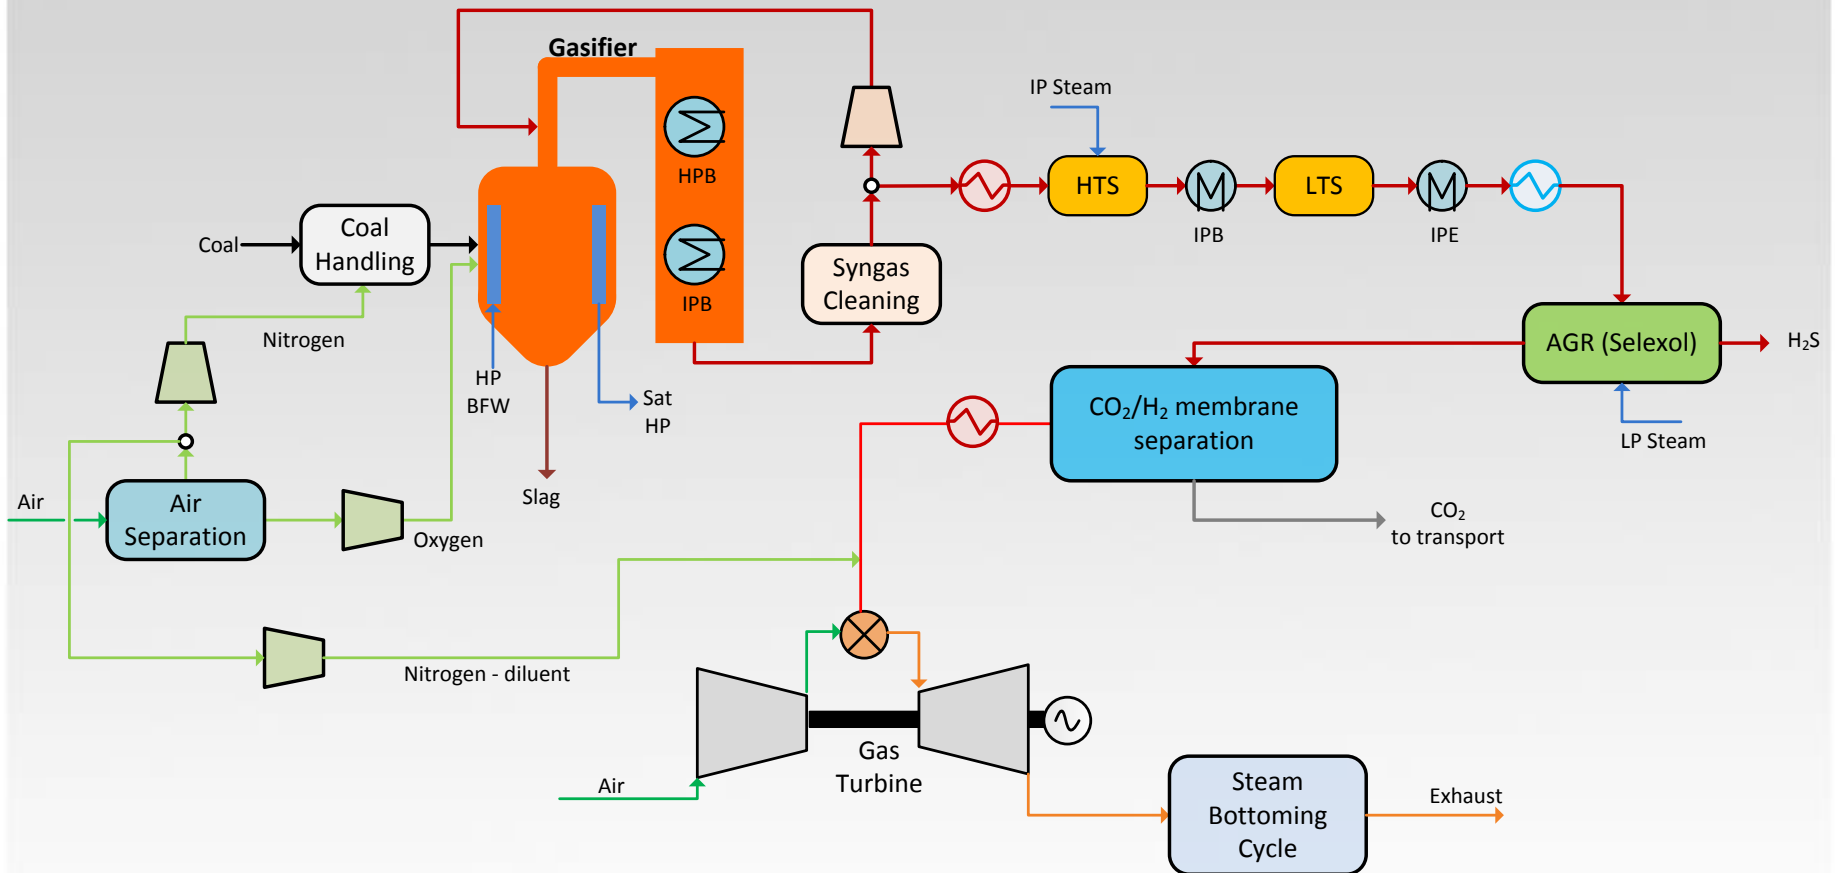 Gasifier
IP Steam
HPB
HTS
LTS
IPB
IPE
Coal
Coal
Handling
Syngas
Cleaning
IPB
Nitrogen
HP
BFW
Sat
HP
AGR (Selexol)
H₂S
CO₂/H₂ membrane
separation
LP Steam
Air
Air
Separation
Slag
Oxygen
CO₂
to transport
Nitrogen - diluent
Gas
Turbine
Air
Steam
Bottoming
Cycle
Exhaust